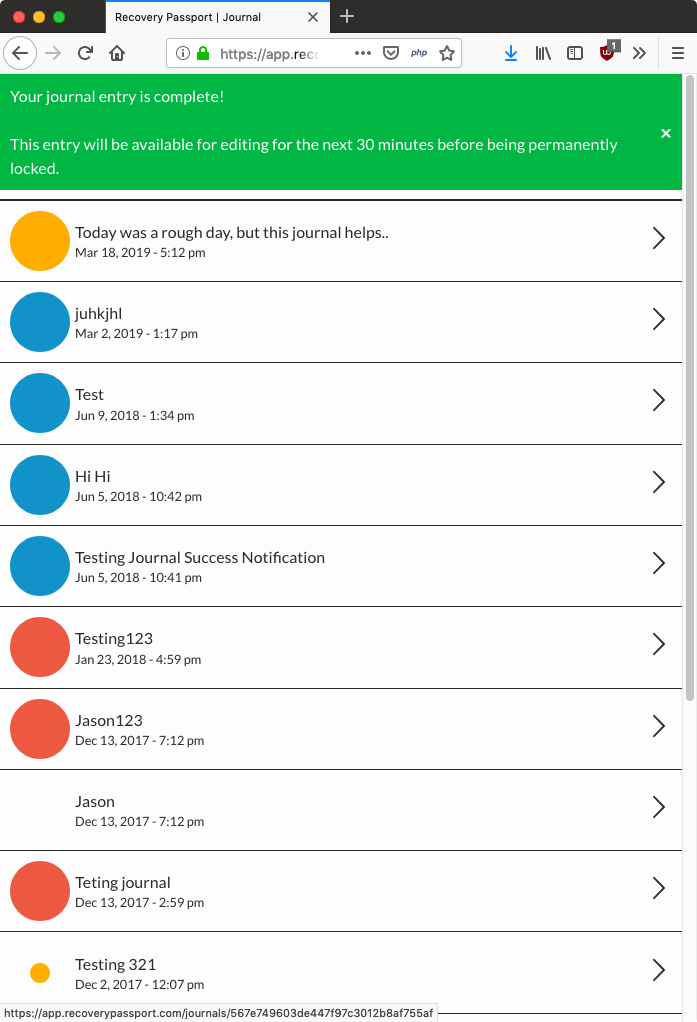 Recovery Passport | Journal
https://app.rec
php
1
Your journal entry is complete!
This entry will be available for editing for the next 30 minutes before being permanently
locked.
Today was a rough day, but this journal helps..
Mar 18, 2019 - 5:12 pm
juhkjhl
Mar 2, 2019 - 1:17 pm
Test
Jun 9, 2018 - 1:34 pm
Hi Hi
Jun 5, 2018 - 10:42 pm
Testing Journal Success Notification
Jun 5, 2018 - 10:41 pm
Testing123
Jan 23, 2018 - 4:59 pm
Jason123
Dec 13, 2017 - 7:12 pm
Jason
Dec 13, 2017 - 7:12 pm
Teting journal
Dec 13, 2017 - 2:59 pm
Testing 321
Dec 2, 2017 - 12:07 pm
https://app.recoverypassport.com/journals/567e749603de447f97c3012b8af755af